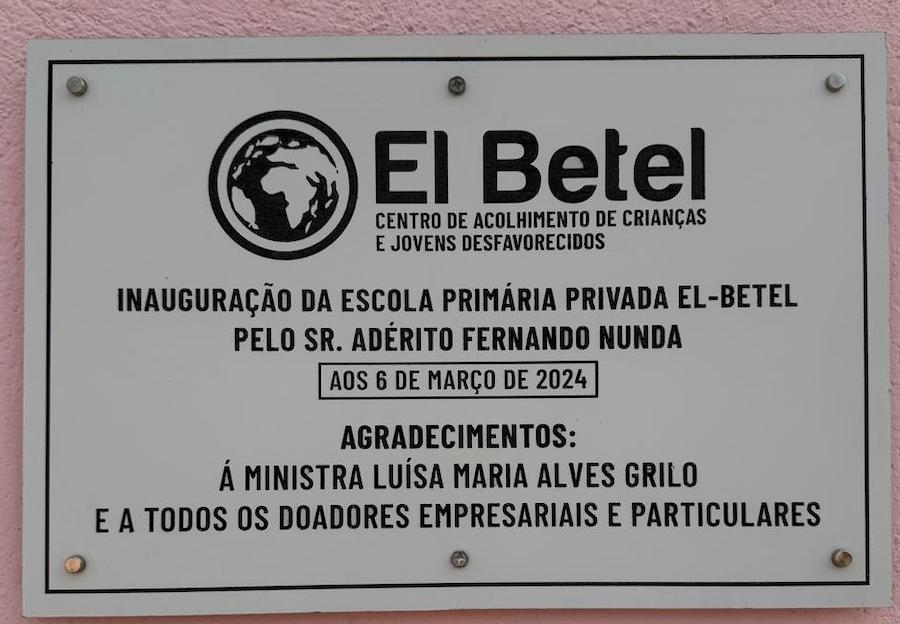 El Betel
CENTRO DE ACOLHIMENTO DE CRIANÇAS
E JOVENS DESFAVORECIDOS
INAUGURAÇÃO DA ESCOLA PRIMÁRIA PRIVADA EL-BETEL
PELO SR. ADÉRITO FERNANDO NUNDA
AOS 6 DE MARÇO DE 2024
AGRADECIMENTOS:
Á MINISTRA LUÍSA MARIA ALVES GRILO
E A TODOS OS DOADORES EMPRESARIAIS E PARTICULARES